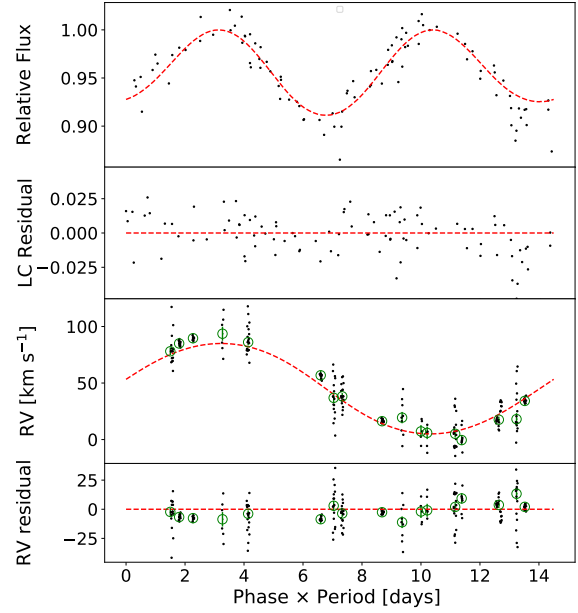 Relative Flux
1.00
0.95
0.90
LC Residual
0.025
0.000
−0.025
RV [km s⁻¹]
100
50
0
RV residual
25
0
−25
0 2 4 6 8 10 12 14
Phase × Period [days]